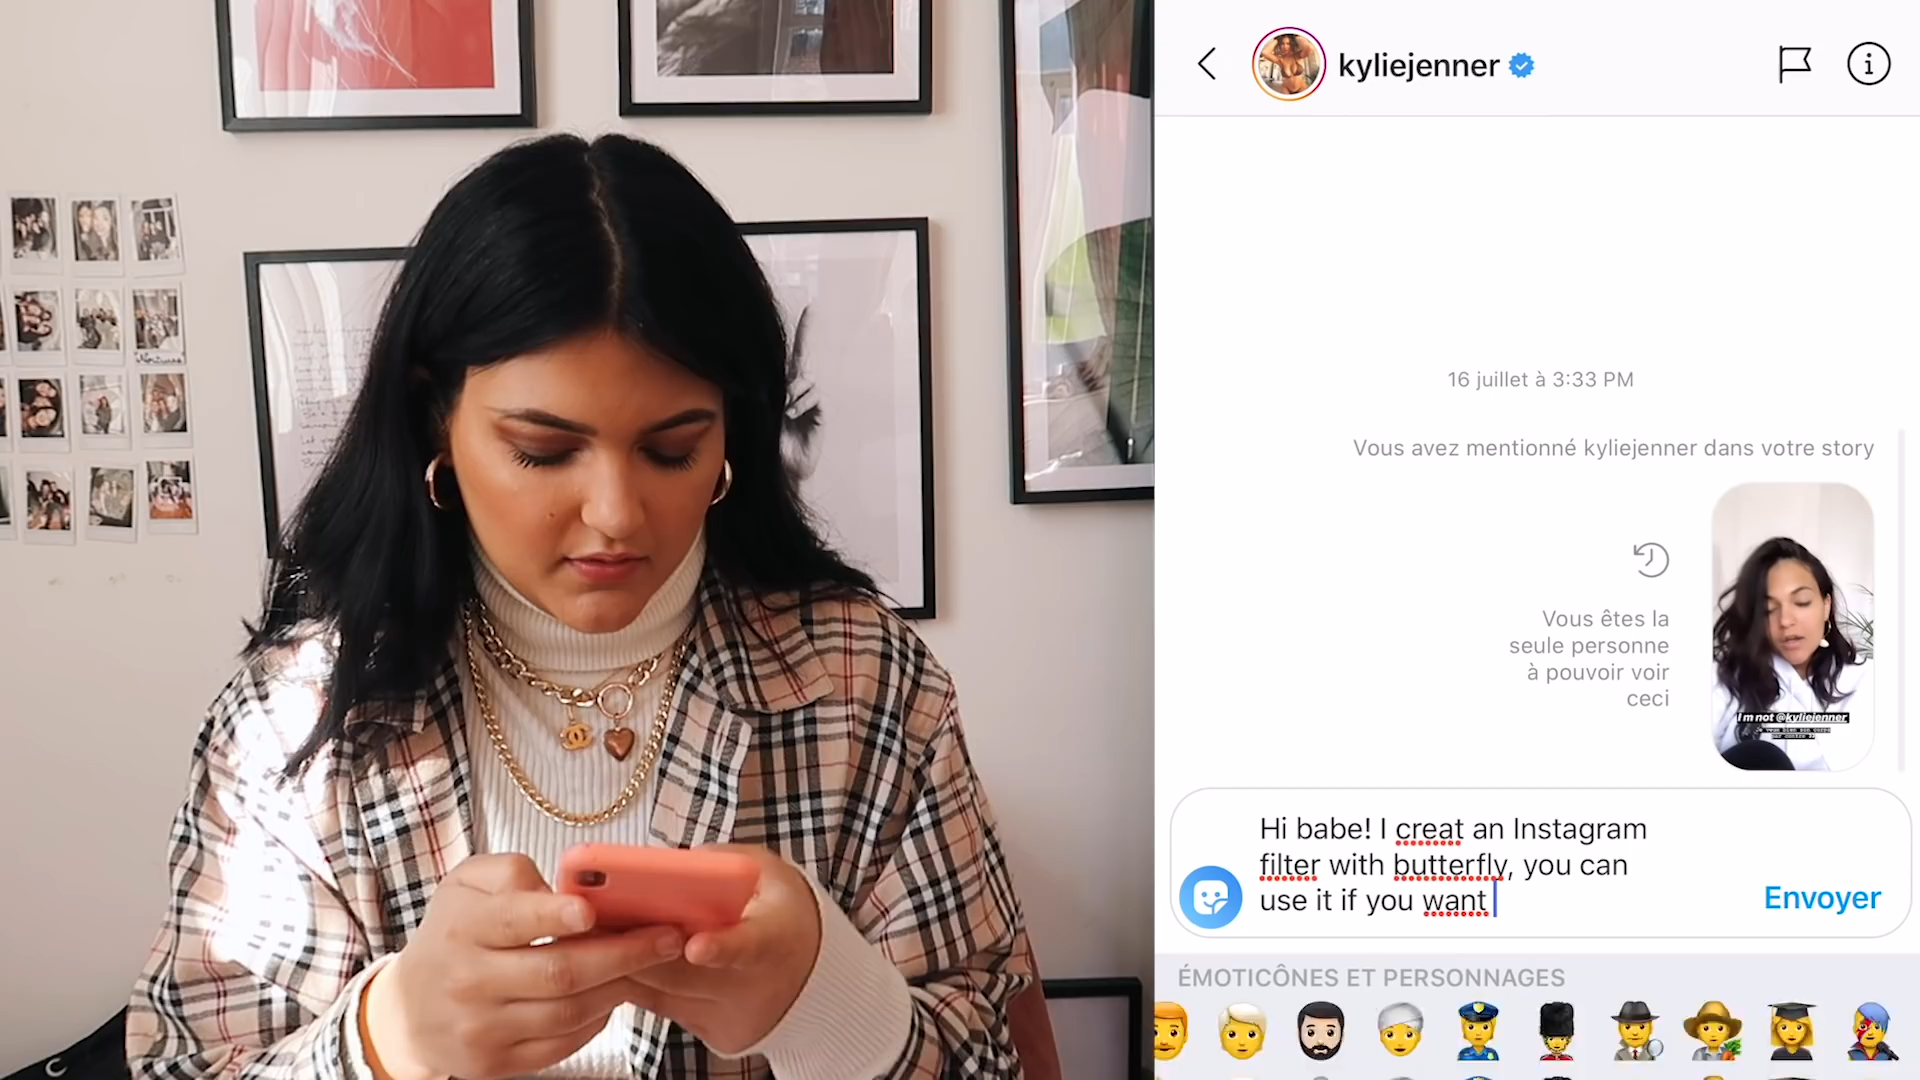 kyliejenner
16 juillet à 3:33 PM
Vous avez mentionné kyliejenner dans votre story
Vous êtes la
seule personne
à pouvoir voir
ceci
I'm not @kyliejenner
Hi babe! I creat an Instagram
filter with butterfly, you can
use it if you want
Envoyer
ÉMOTICÔNES ET PERSONNAGES